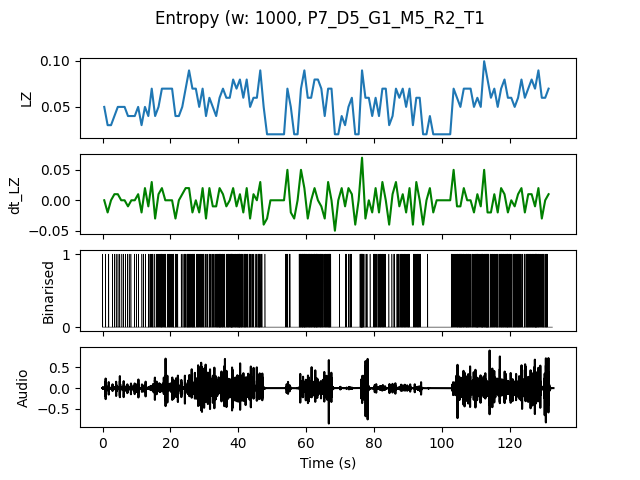 Entropy (w: 1000, P7_D5_G1_M5_R2_T1
0.10
0.05
LZ
0.05
0.00
−0.05
dt_LZ
1
0
Binarised
0.5
0.0
−0.5
Audio
0 20 40 60 80 100 120
Time (s)